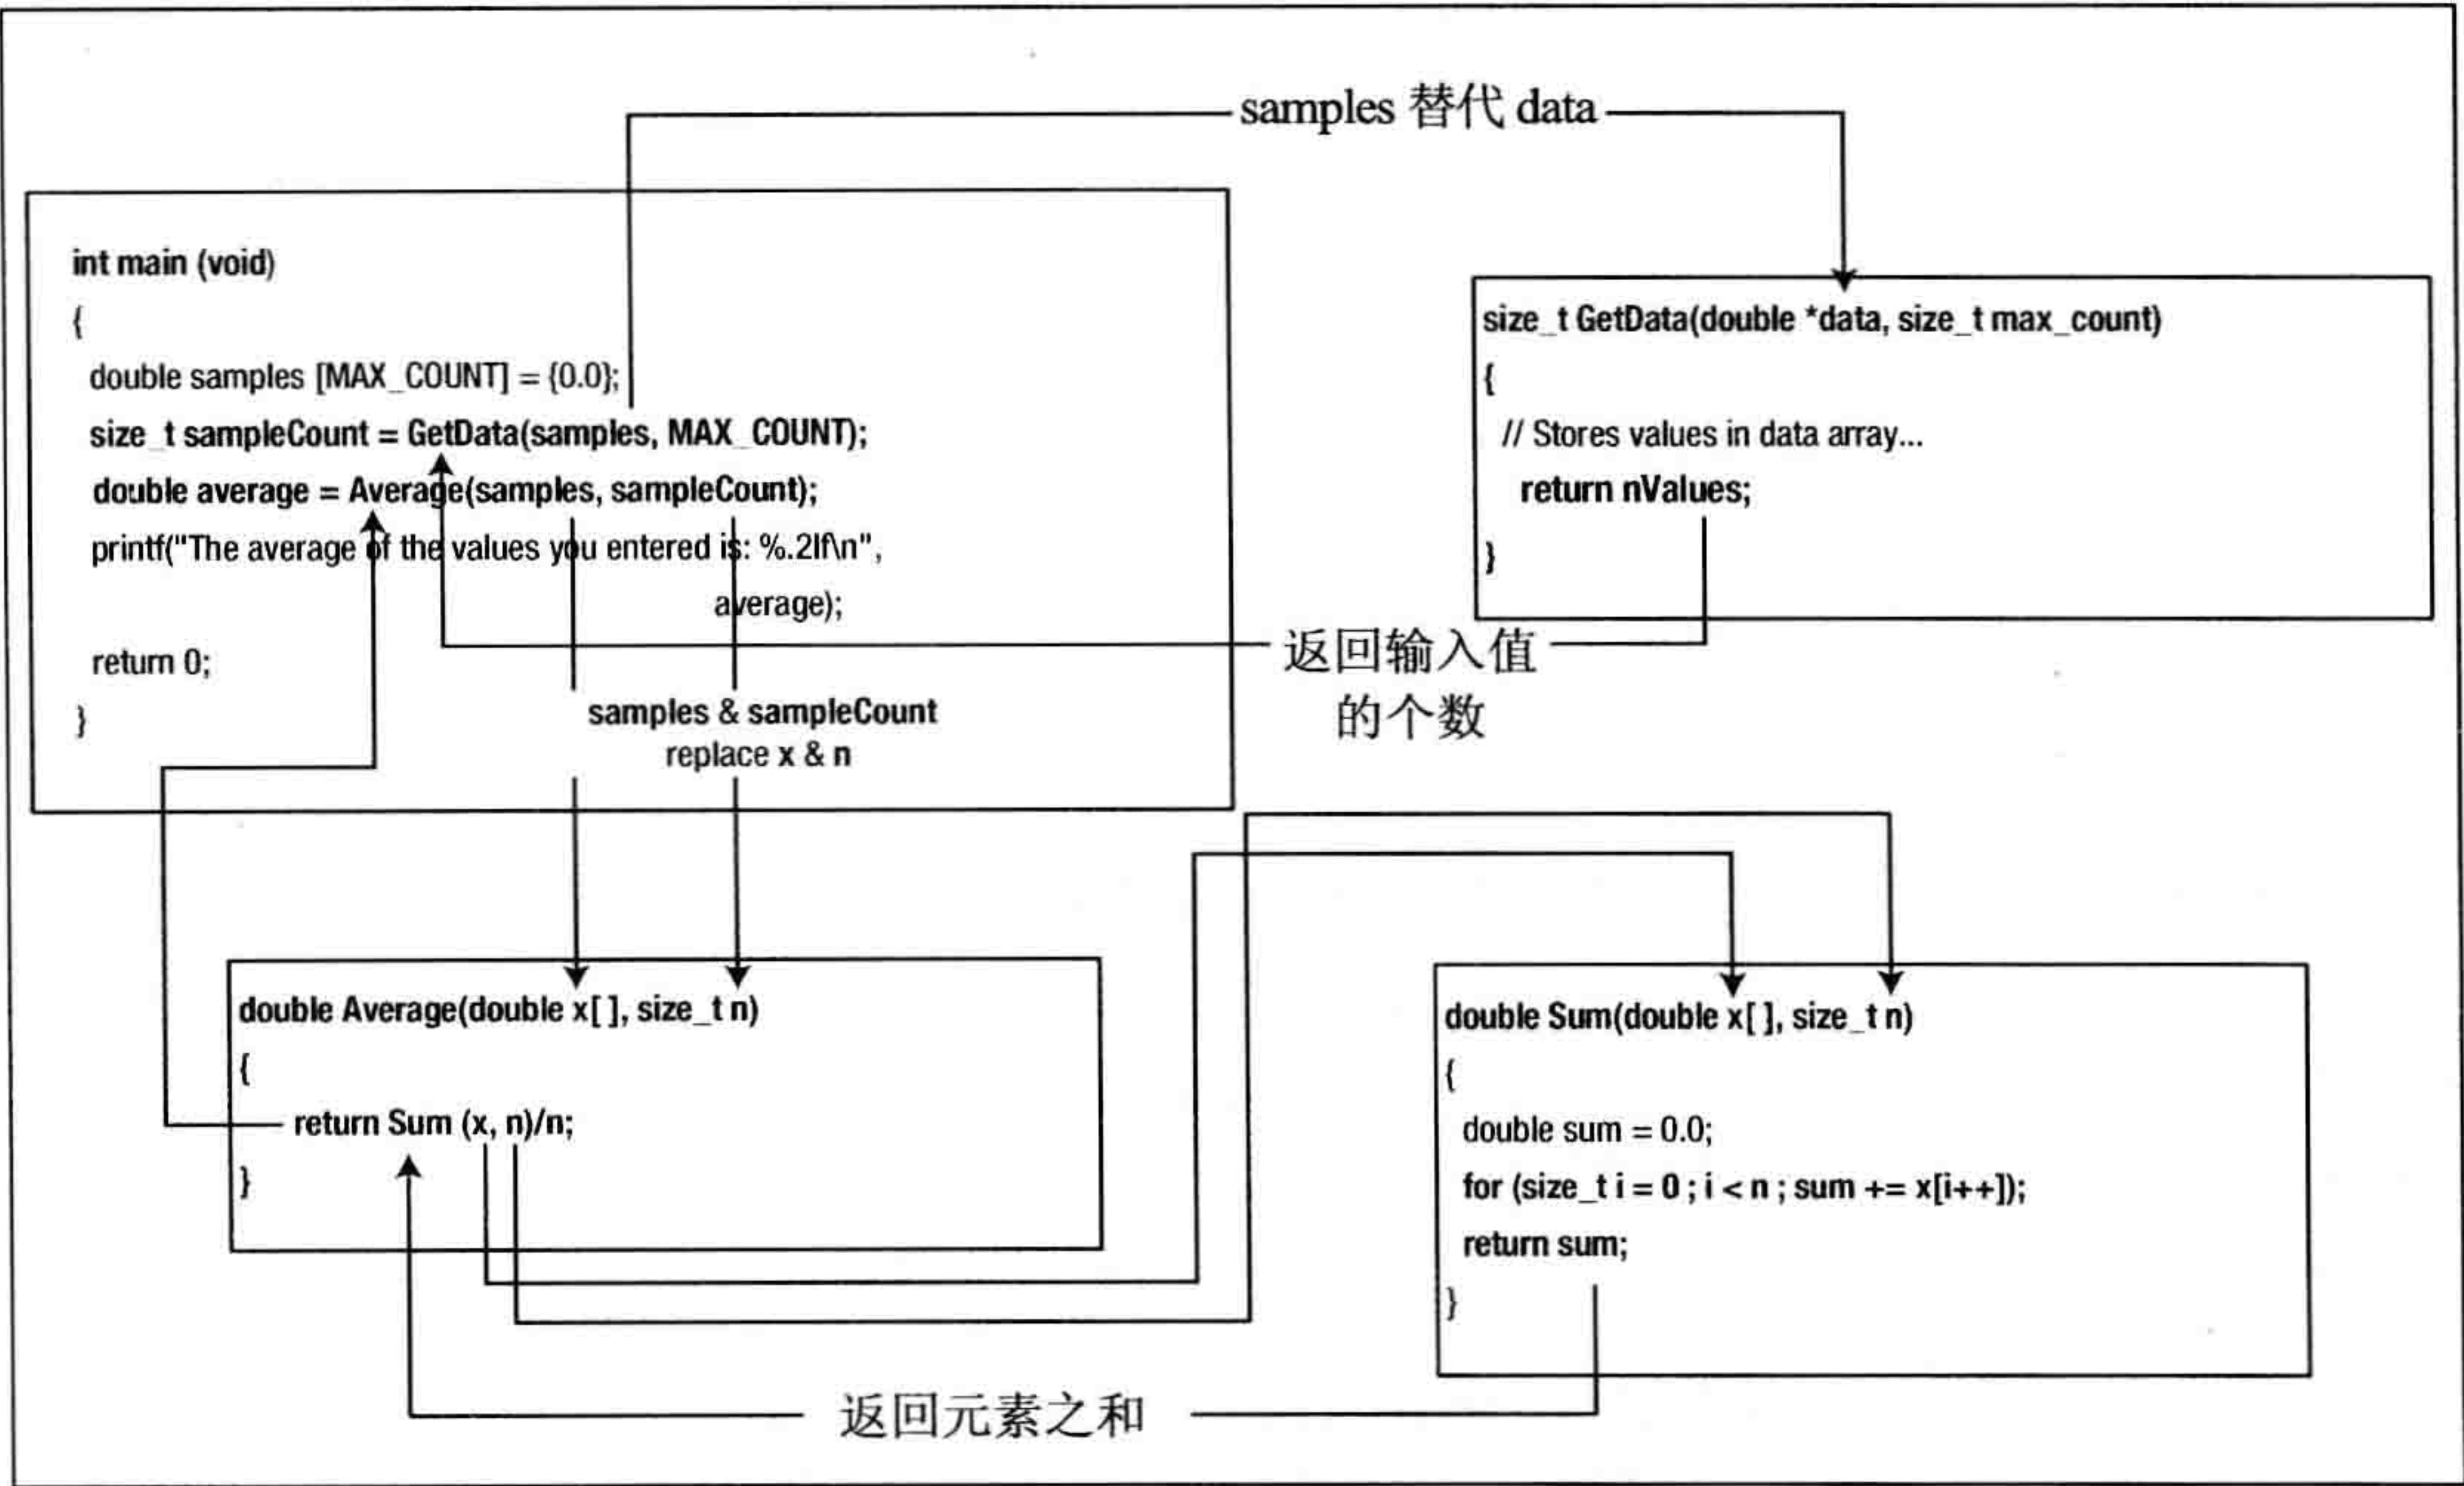 samples 替代 data
int main (void)
{
double samples [MAX_COUNT] = {0.0};
size_t sampleCount = GetData(samples, MAX_COUNT);
double average = Average(samples, sampleCount);
printf("The average of the values you entered is: %.2lf\n",
average);
return 0;
}
size_t GetData(double *data, size_t max_count)
{
// Stores values in data array...
return nValues;
}
返回输入值
的个数
samples & sampleCount
replace x & n
double Average(double x[ ], size_t n)
{
return Sum (x, n)/n;
}
double Sum(double x[ ], size_t n)
{
double sum = 0.0;
for (size_t i = 0 ; i < n ; sum += x[i++]);
return sum;
}
返回元素之和